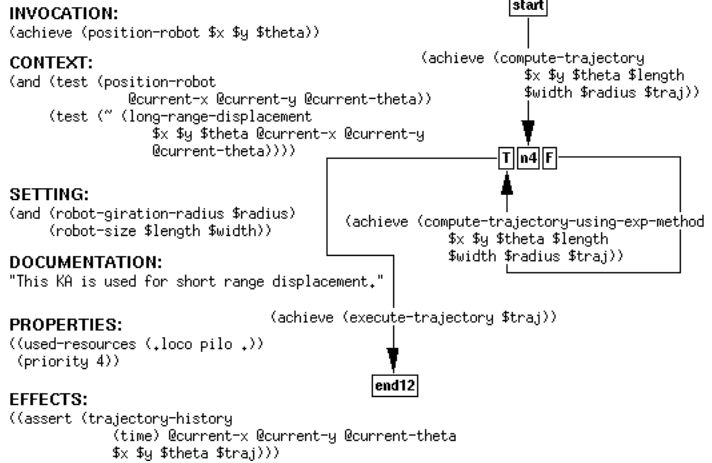 INVOCATION:
(achieve (position-robot $x $y $theta))
CONTEXT:
(and (test (position-robot
@current-x @current-y @current-theta))
(test (~ (long-range-displacement
$x $y $theta @current-x @current-y
@current-theta))))
SETTING:
(and (robot-giration-radius $radius)
(robot-size $length $width))
DOCUMENTATION:
"This KA is used for short range displacement."
PROPERTIES:
((used-resources (.loco pilo .))
(priority 4))
EFFECTS:
((assert (trajectory-history
(time) @current-x @current-y @current-theta
$x $y $theta $traj)))
start
(achieve (compute-trajectory
$x $y $theta $length
$width $radius $traj))
T n4 F
(achieve (compute-trajectory-using-exp-method
$x $y $theta $length
$width $radius $traj))
(achieve (execute-trajectory $traj))
end12